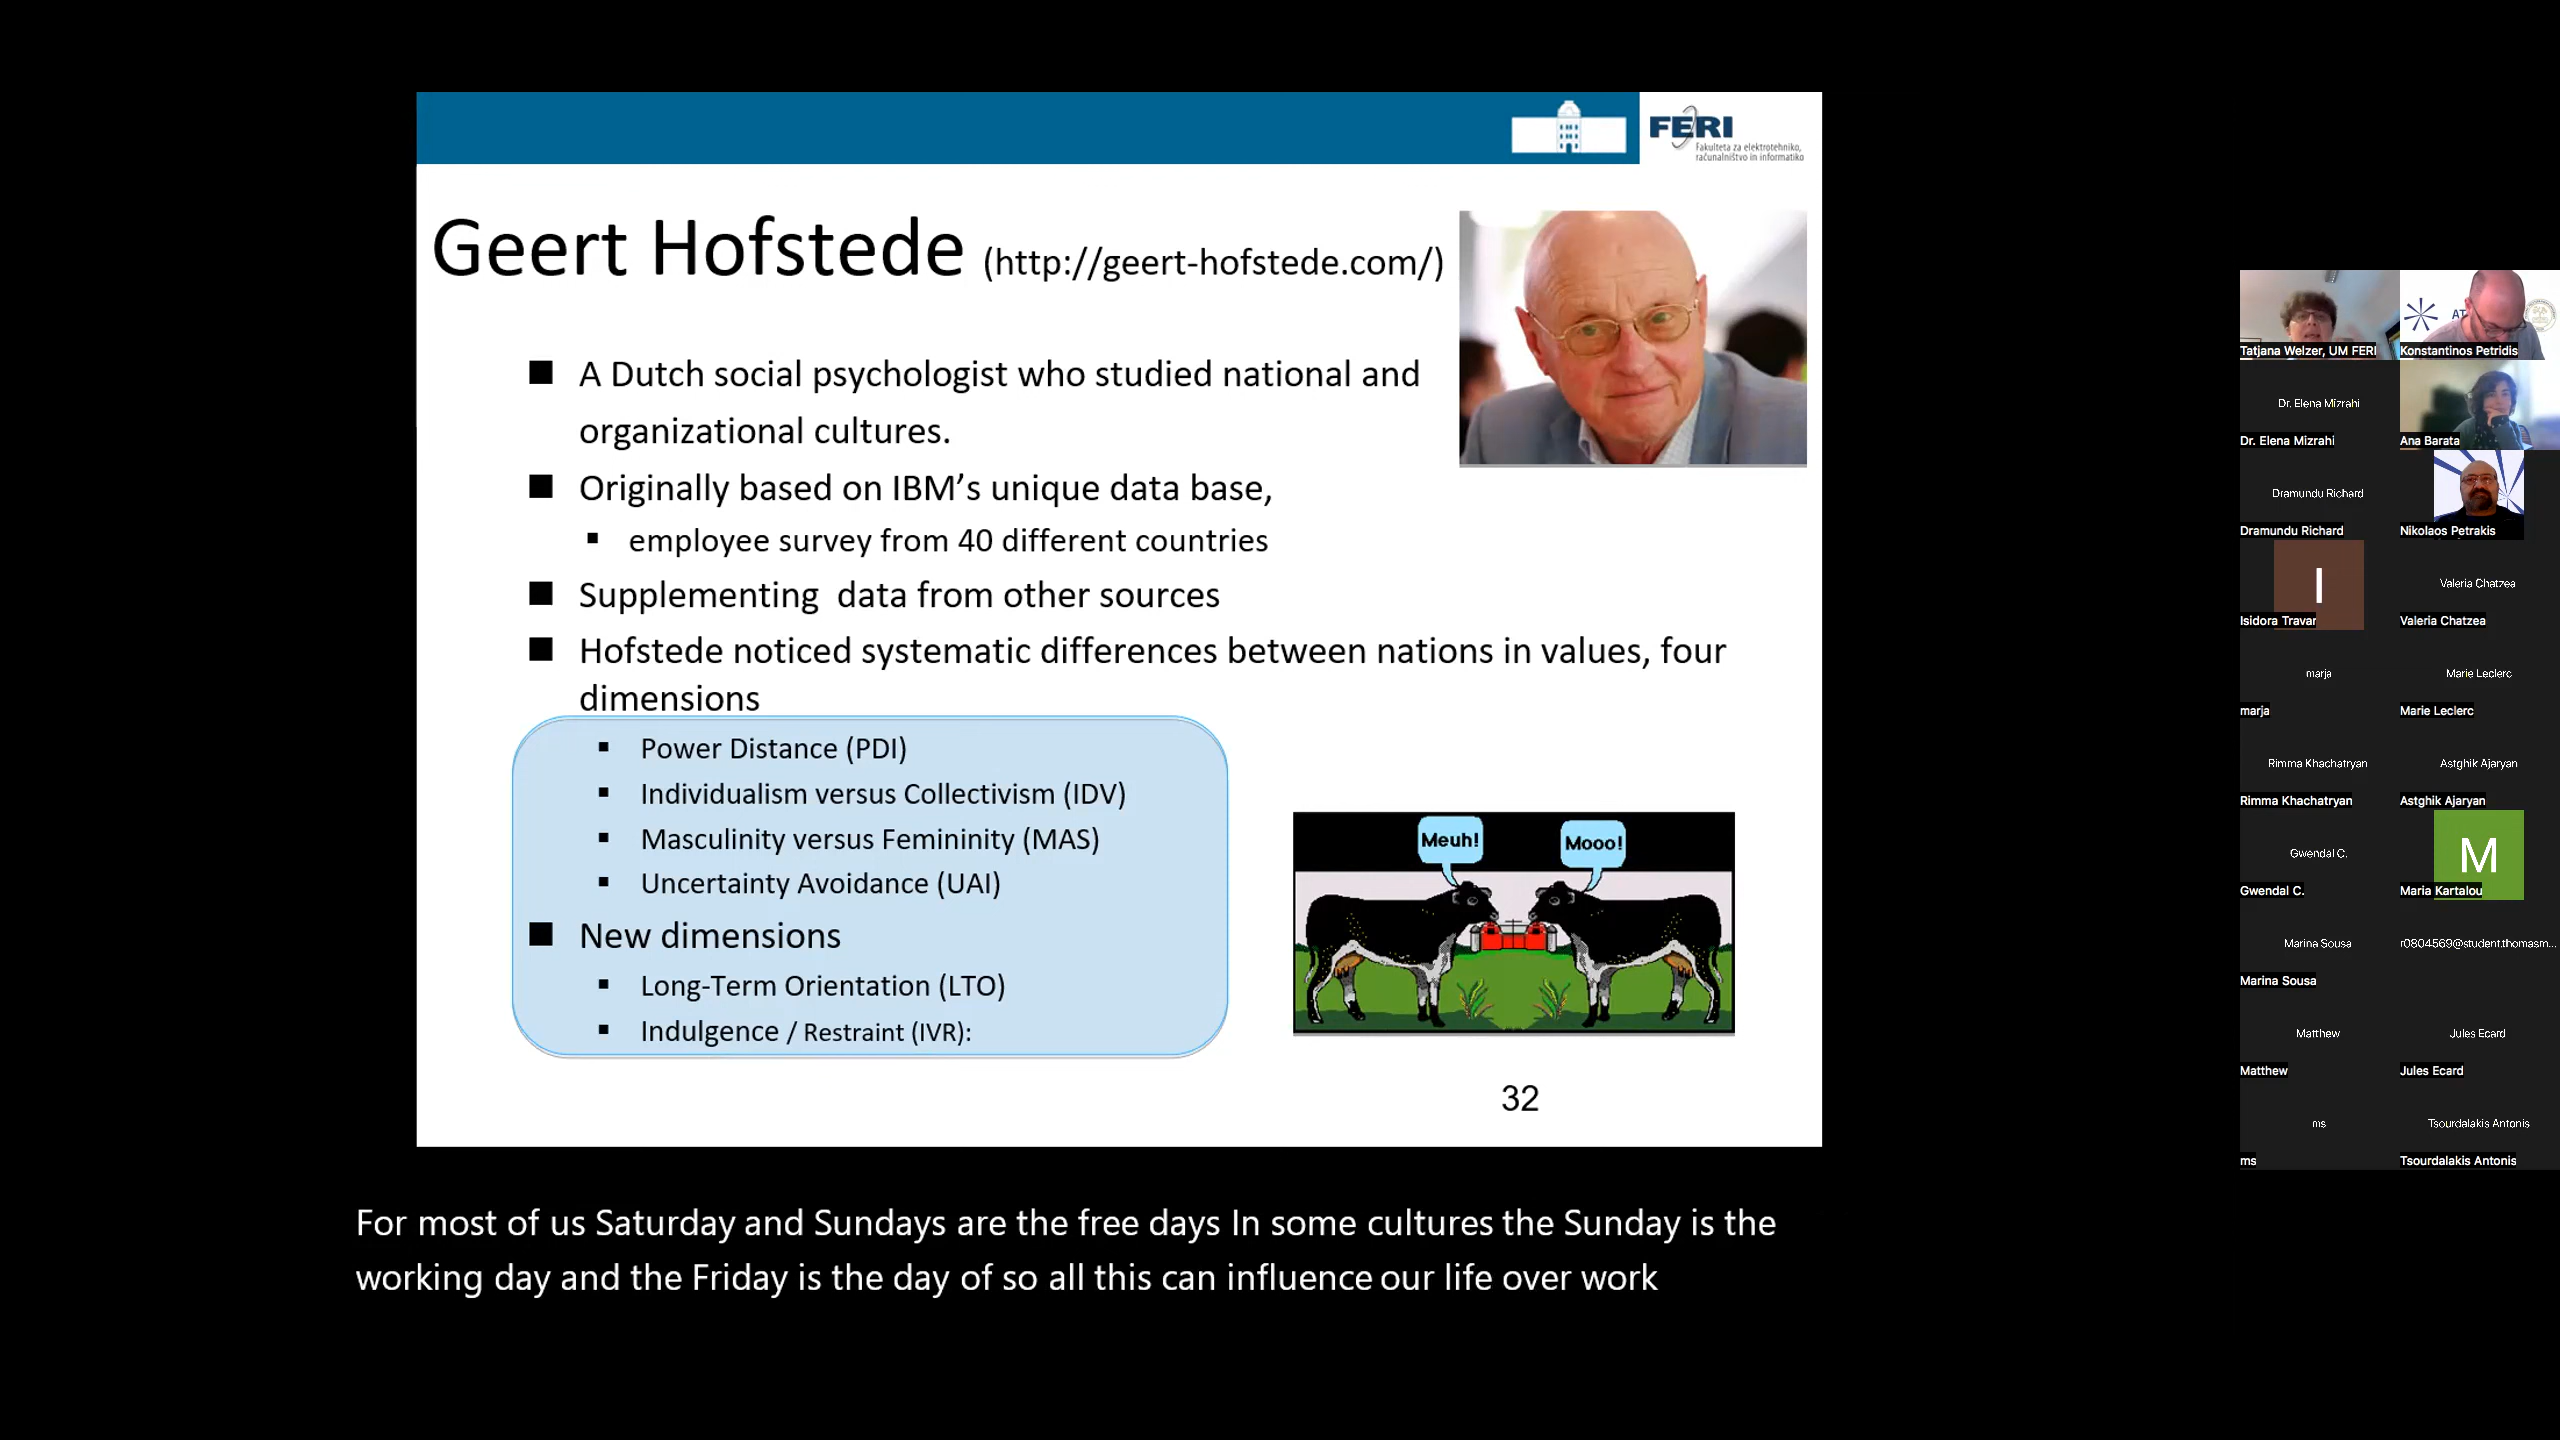 FERI
Fakulteta za elektrotehniko,
računalništvo in informatiko
Geert Hofstede (http://geert-hofstede.com/)
A Dutch social psychologist who studied national and
organizational cultures.
Originally based on IBM’s unique data base,
employee survey from 40 different countries
Supplementing  data from other sources
Hofstede noticed systematic differences between nations in values, four
dimensions
Power Distance (PDI)
Individualism versus Collectivism (IDV)
Masculinity versus Femininity (MAS)
Uncertainty Avoidance (UAI)
New dimensions
Long-Term Orientation (LTO)
Indulgence / Restraint (IVR):
Meuh!
Mooo!
32
For most of us Saturday and Sundays are the free days In some cultures the Sunday is the
working day and the Friday is the day of so all this can influence our life over work
Tatjana Welzer, UM FERI
AT
Konstantinos Petridis
Dr. Elena Mizrahi
Dr. Elena Mizrahi
Ana Barata
Dramundu Richard
Dramundu Richard
Nikolaos Petrakis
I
Isidora Travar
Valeria Chatzea
Valeria Chatzea
marja
marja
Marie Leclerc
Marie Leclerc
Rimma Khachatryan
Rimma Khachatryan
Astghik Ajaryan
Astghik Ajaryan
Gwendal C.
Gwendal C.
M
Maria Kartalou
Marina Sousa
Marina Sousa
r0804569@student.thomasm...
Matthew
Matthew
Jules Ecard
Jules Ecard
ms
ms
Tsourdalakis Antonis
Tsourdalakis Antonis